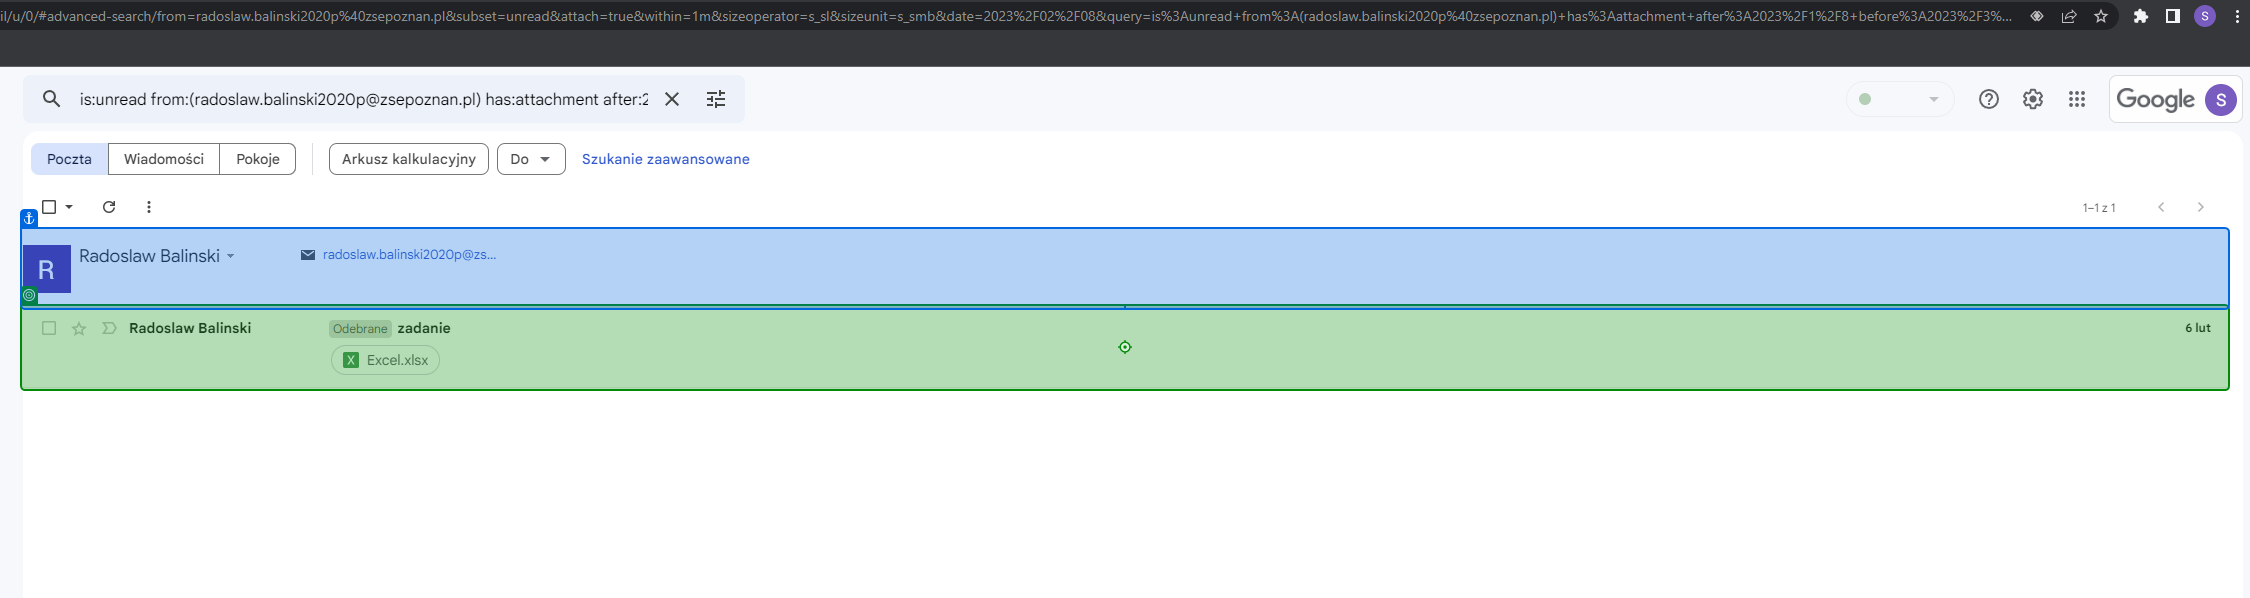 il/u/0/#advanced-search/from=radoslaw.balinski2020p%40zsepoznan.pl&subset=unread&attach=true&within=1m&sizeoperator=s_sl&sizeunit=s_smb&date=2023%2F02%2F08&query=is%3Aunread+from%3A(radoslaw.balinski2020p%40zsepoznan.pl)+has%3Aattachment+after%3A2023%2F1%2F8+before%3A2023%2F3%... S
is:unread from:(radoslaw.balinski2020p@zsepoznan.pl) has:attachment after:2
Google S
Poczta Wiadomości Pokoje Arkusz kalkulacyjny Do Szukanie zaawansowane
1–1 z 1
R Radoslaw Balinski radoslaw.balinski2020p@zs...
Radoslaw Balinski Odebrane zadanie 6 lut
X Excel.xlsx